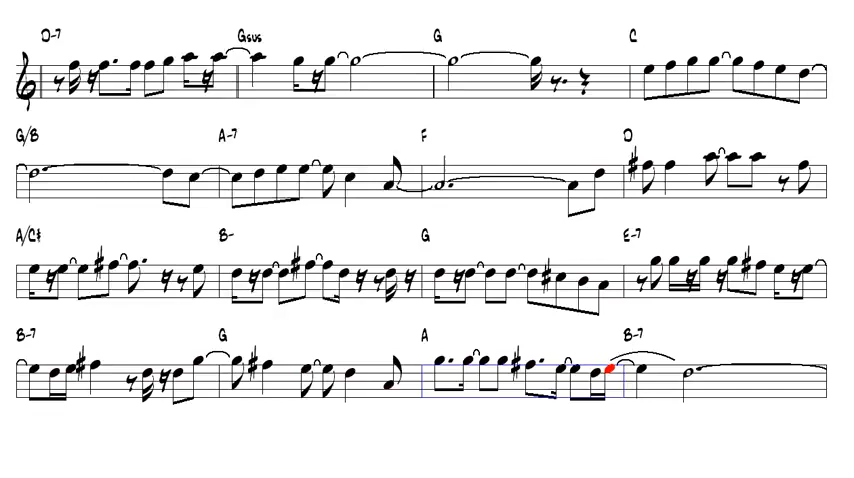 D-7 Gsus G C
G/B A-7 F D
A/C# B- G E-7
B-7 G A B-7